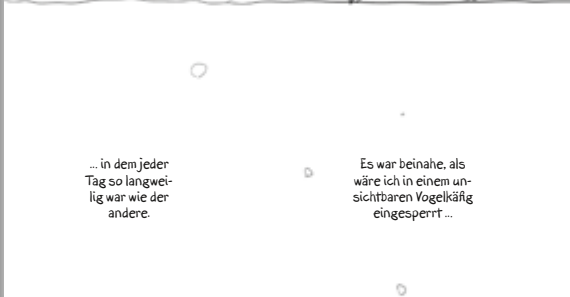 Es war beinahe, als
wäre ich in einem un-
sichtbaren Vogelkäfig
eingesperrt ...
... in dem jeder
Tag so langwei-
lig war wie der
andere.